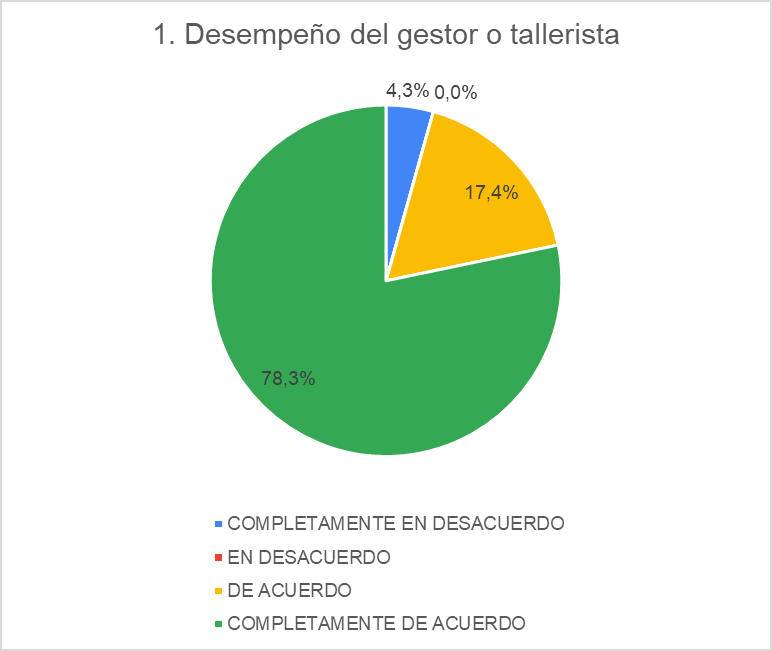 1. Desempeño del gestor o tallerista
4,3% 0,0%
17,4%
78,3%
COMPLETAMENTE EN DESACUERDO
EN DESACUERDO
DE ACUERDO
COMPLETAMENTE DE ACUERDO